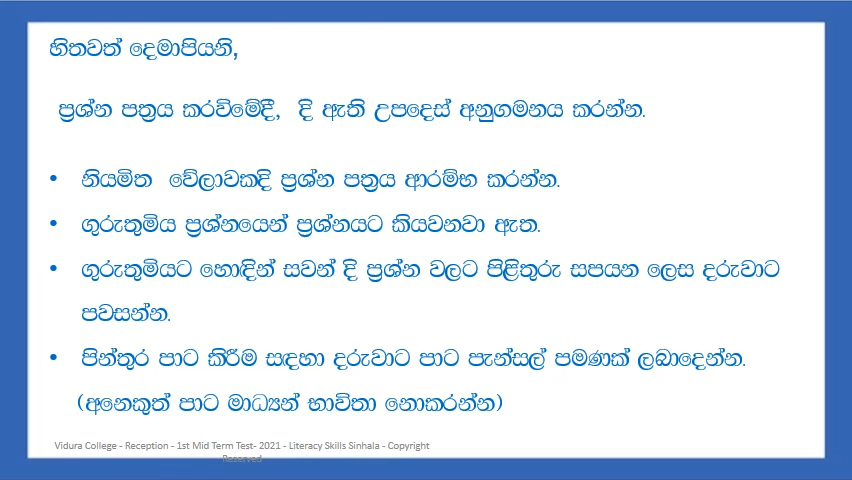 හිතවත් දෙමාපියනි,
ප්‍රශ්න පත්‍රය කරවිමේදී, දි ඇති උපදෙස් අනුගමනය කරන්න.
• නියමිත වේලාවකදි ප්‍රශ්න පත්‍රය ආරම්භ කරන්න.
• ගුරුතුමිය ප්‍රශ්නයෙන් ප්‍රශ්නයට කියවනවා ඇත.
• ගුරුතුමියට හොඳින් සවන් දි ප්‍රශ්න වලට පිළිතුරු සපයන ලෙස දරුවාට
පවසන්න.
• පින්තූර පාට කිරීම සඳහා දරුවාට පාට පැන්සල් පමණක් ලබාදෙන්න.
(අනෙකුත් පාට මාධ්‍යන් භාවිතා නොකරන්න)
Vidura College - Reception - 1st Mid Term Test- 2021 - Literacy Skills Sinhala - Copyright
Reserved